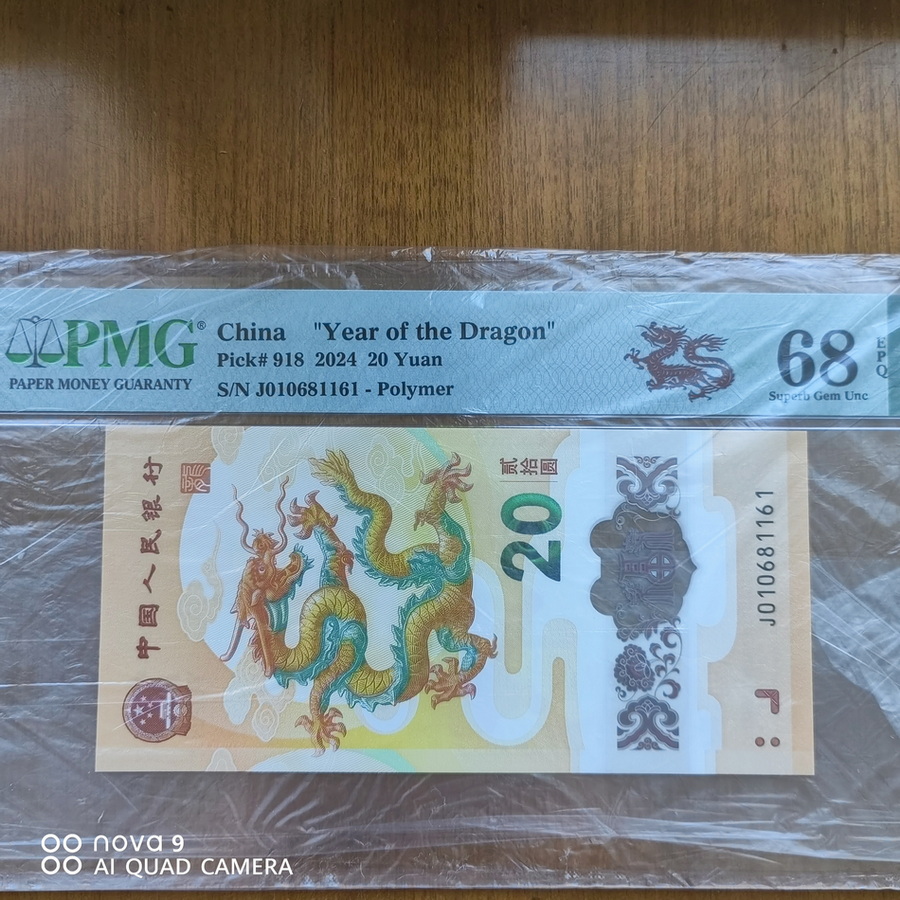 PMG®
PAPER MONEY GUARANTY
China "Year of the Dragon"
Pick# 918 2024 20 Yuan
S/N J010681161 - Polymer
68
Superb Gem Unc
EPQ
中国人民银行
贰拾圆
20
J010681161
nova 9
AI QUAD CAMERA